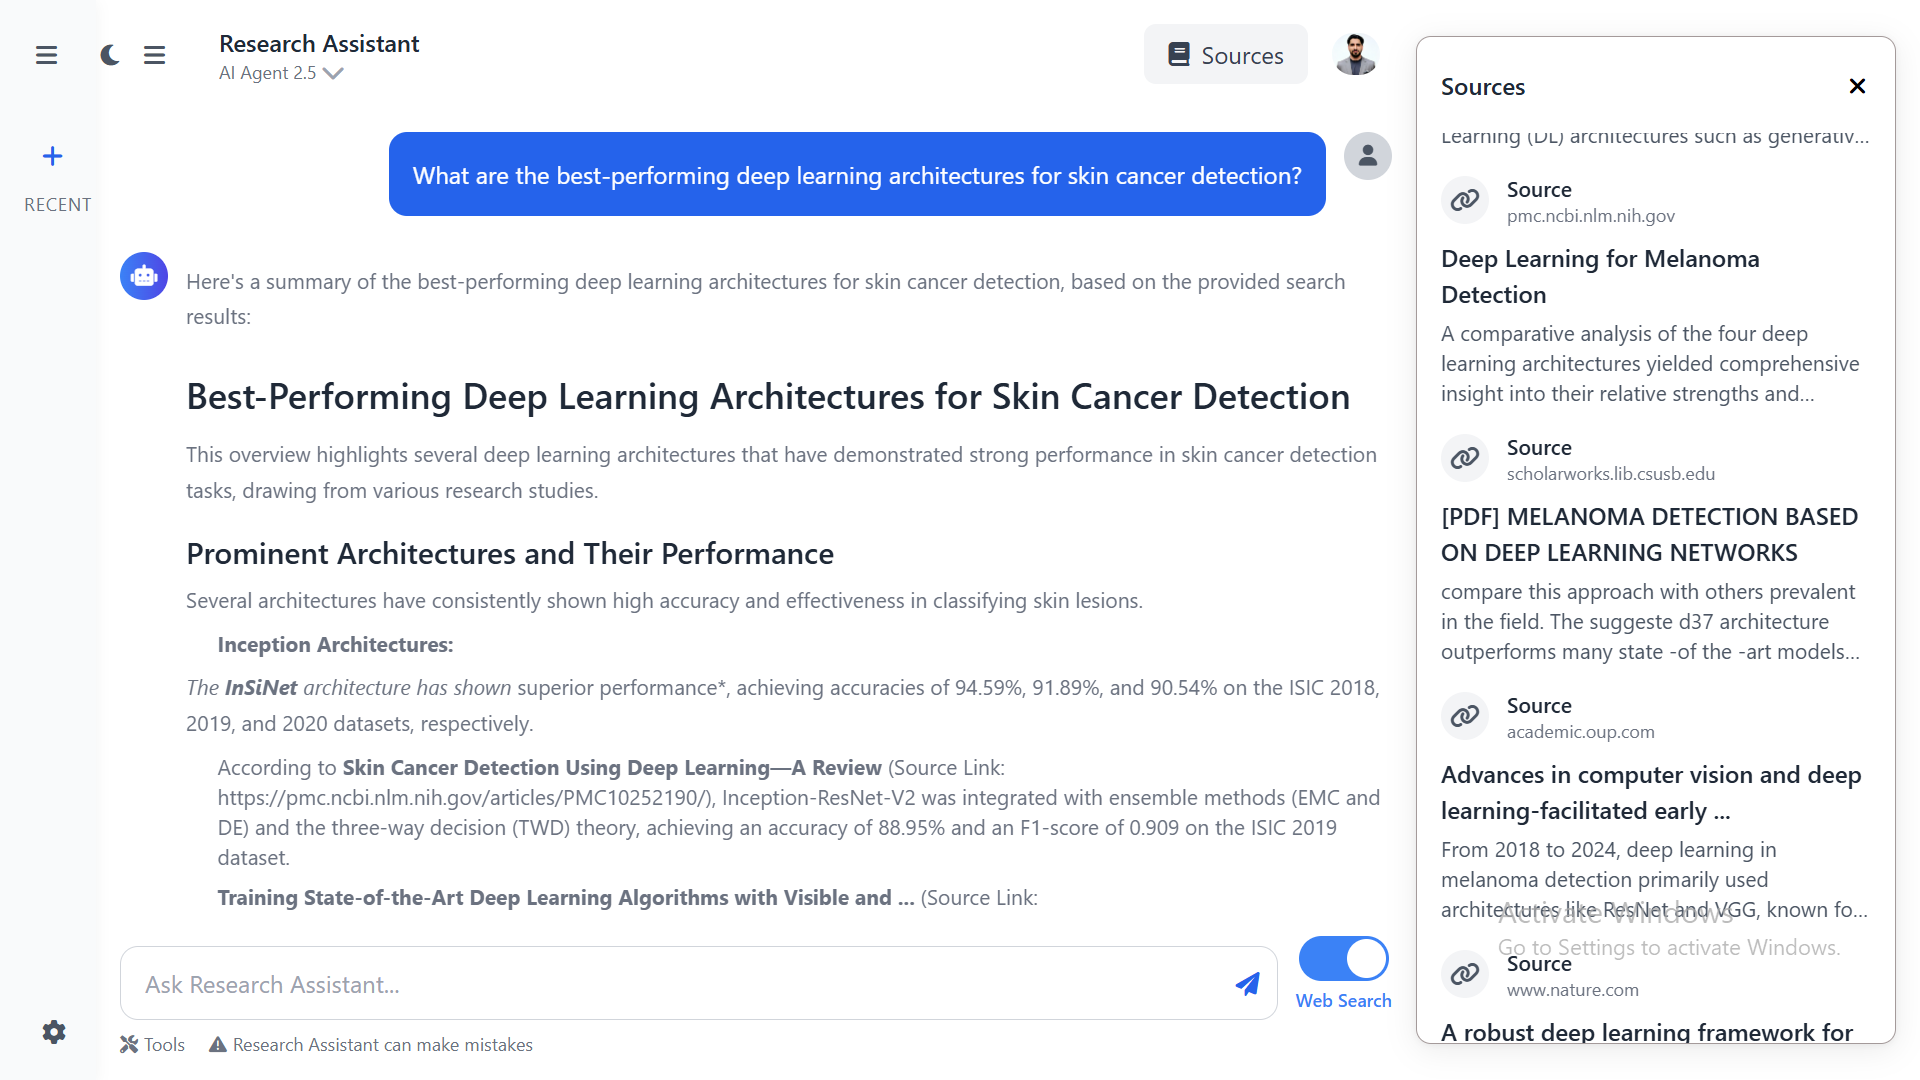 Research Assistant
AI Agent 2.5
Sources
RECENT
What are the best-performing deep learning architectures for skin cancer detection?
Here's a summary of the best-performing deep learning architectures for skin cancer detection, based on the provided search
results:
Best-Performing Deep Learning Architectures for Skin Cancer Detection
This overview highlights several deep learning architectures that have demonstrated strong performance in skin cancer detection
tasks, drawing from various research studies.
Prominent Architectures and Their Performance
Several architectures have consistently shown high accuracy and effectiveness in classifying skin lesions.
Inception Architectures:
The InSiNet architecture has shown superior performance*, achieving accuracies of 94.59%, 91.89%, and 90.54% on the ISIC 2018,
2019, and 2020 datasets, respectively.
According to Skin Cancer Detection Using Deep Learning—A Review (Source Link:
https://pmc.ncbi.nlm.nih.gov/articles/PMC10252190/), Inception-ResNet-V2 was integrated with ensemble methods (EMC and
DE) and the three-way decision (TWD) theory, achieving an accuracy of 88.95% and an F1-score of 0.909 on the ISIC 2019
dataset.
Training State-of-the-Art Deep Learning Algorithms with Visible and ... (Source Link:
Ask Research Assistant...
Web Search
Tools
Research Assistant can make mistakes
Sources
Learning (DL) architectures such as generativ...
Source
pmc.ncbi.nlm.nih.gov
Deep Learning for Melanoma
Detection
A comparative analysis of the four deep
learning architectures yielded comprehensive
insight into their relative strengths and...
Source
scholarworks.lib.csusb.edu
[PDF] MELANOMA DETECTION BASED
ON DEEP LEARNING NETWORKS
compare this approach with others prevalent
in the field. The suggeste d37 architecture
outperforms many state -of the -art models...
Source
academic.oup.com
Advances in computer vision and deep
learning-facilitated early ...
From 2018 to 2024, deep learning in
melanoma detection primarily used
architectures like ResNet and VGG, known fo...
Activate Windows
Go to Settings to activate Windows.
Source
www.nature.com
A robust deep learning framework for